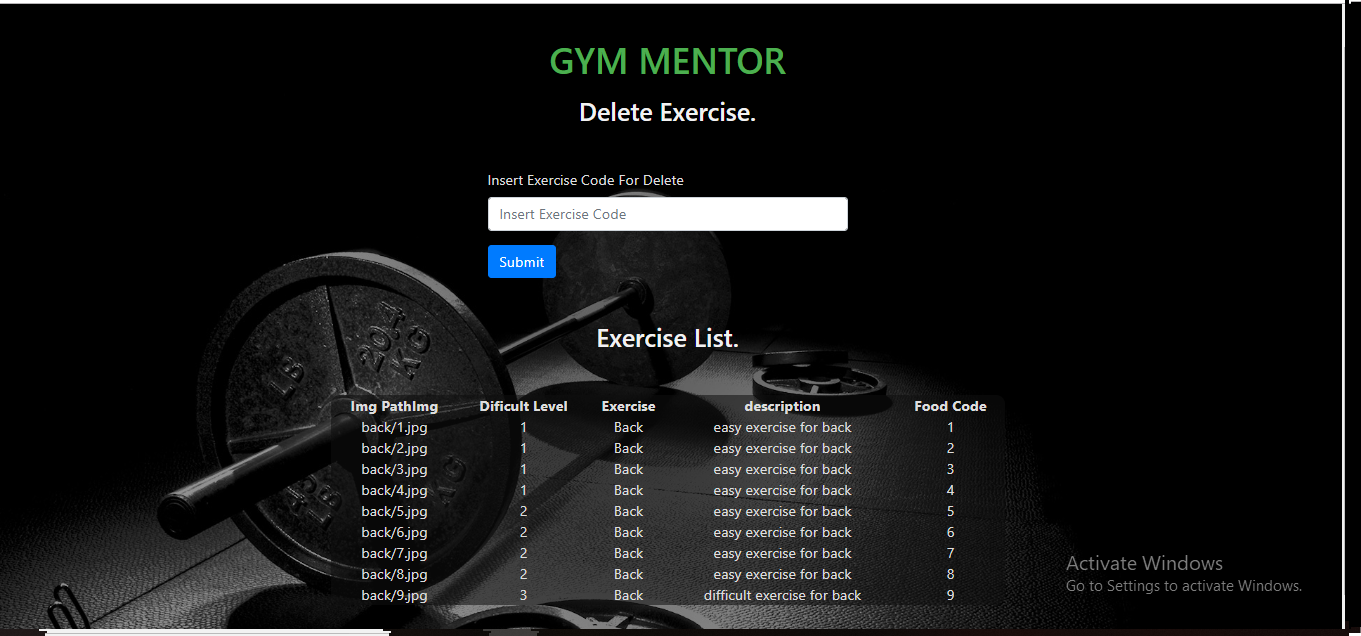 GYM MENTOR
Delete Exercise.
Insert Exercise Code For Delete
Insert Exercise Code
Submit
Exercise List.
Img PathImg Dificult Level Exercise description Food Code
back/1.jpg 1 Back easy exercise for back 1
back/2.jpg 1 Back easy exercise for back 2
back/3.jpg 1 Back easy exercise for back 3
back/4.jpg 1 Back easy exercise for back 4
back/5.jpg 2 Back easy exercise for back 5
back/6.jpg 2 Back easy exercise for back 6
back/7.jpg 2 Back easy exercise for back 7
back/8.jpg 2 Back easy exercise for back 8
back/9.jpg 3 Back difficult exercise for back 9
Activate Windows
Go to Settings to activate Windows.
LB
KG